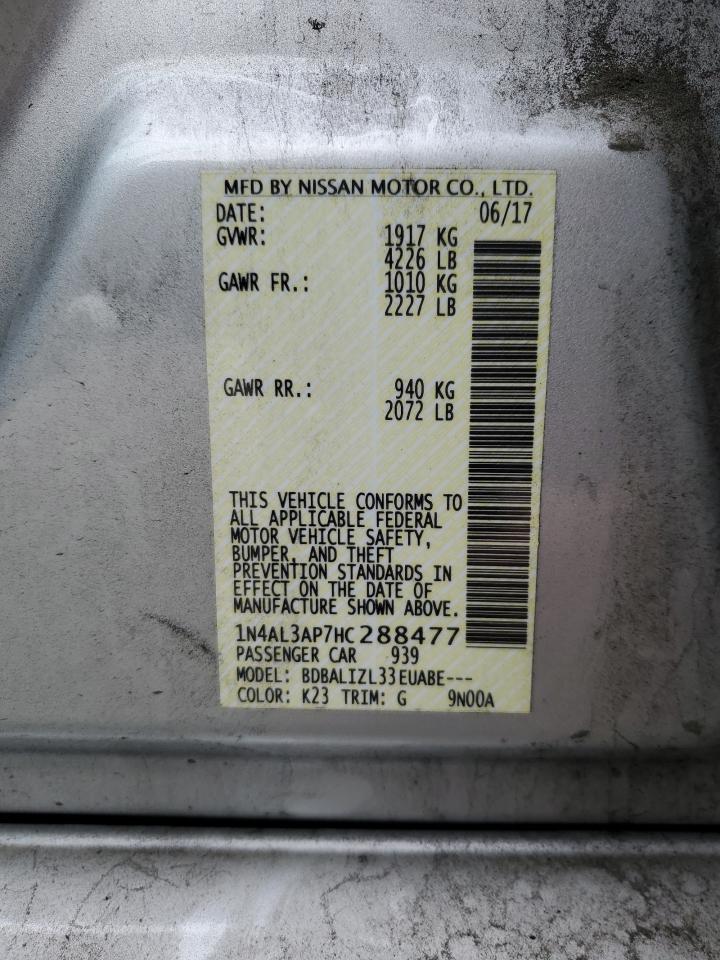 MFD BY NISSAN MOTOR CO., LTD.
DATE: 06/17
GVWR: 1917 KG
4226 LB
GAWR FR.: 1010 KG
2227 LB
GAWR RR.: 940 KG
2072 LB
THIS VEHICLE CONFORMS TO
ALL APPLICABLE FEDERAL
MOTOR VEHICLE SAFETY,
BUMPER, AND THEFT
PREVENTION STANDARDS IN
EFFECT ON THE DATE OF
MANUFACTURE SHOWN ABOVE.
1N4AL3AP7HC288477
PASSENGER CAR 939
MODEL: BDBALIZL33EUABE---
COLOR: K23 TRIM: G 9N00A